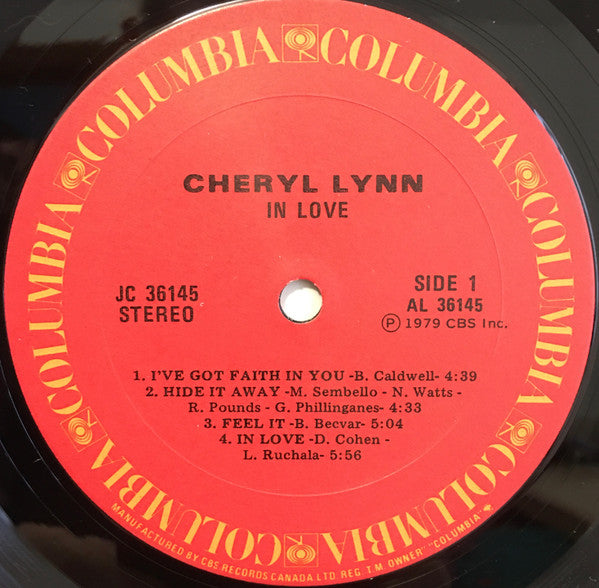 COLUMBIA COLUMBIA COLUMBIA COLUMBIA COLUMBIA COLUMBIA
CHERYL LYNN
IN LOVE
JC 36145
STEREO
SIDE 1
AL 36145
Ⓟ 1979 CBS Inc.
1. I'VE GOT FAITH IN YOU -B. Caldwell- 4:39
2. HIDE IT AWAY -M. Sembello - N. Watts -
R. Pounds - G. Phillinganes- 4:33
3. FEEL IT -B. Becvar- 5:04
4. IN LOVE -D. Cohen -
L. Ruchala- 5:56
MANUFACTURED BY CBS RECORDS CANADA LTD REG. T.M. OWNER "COLUMBIA"